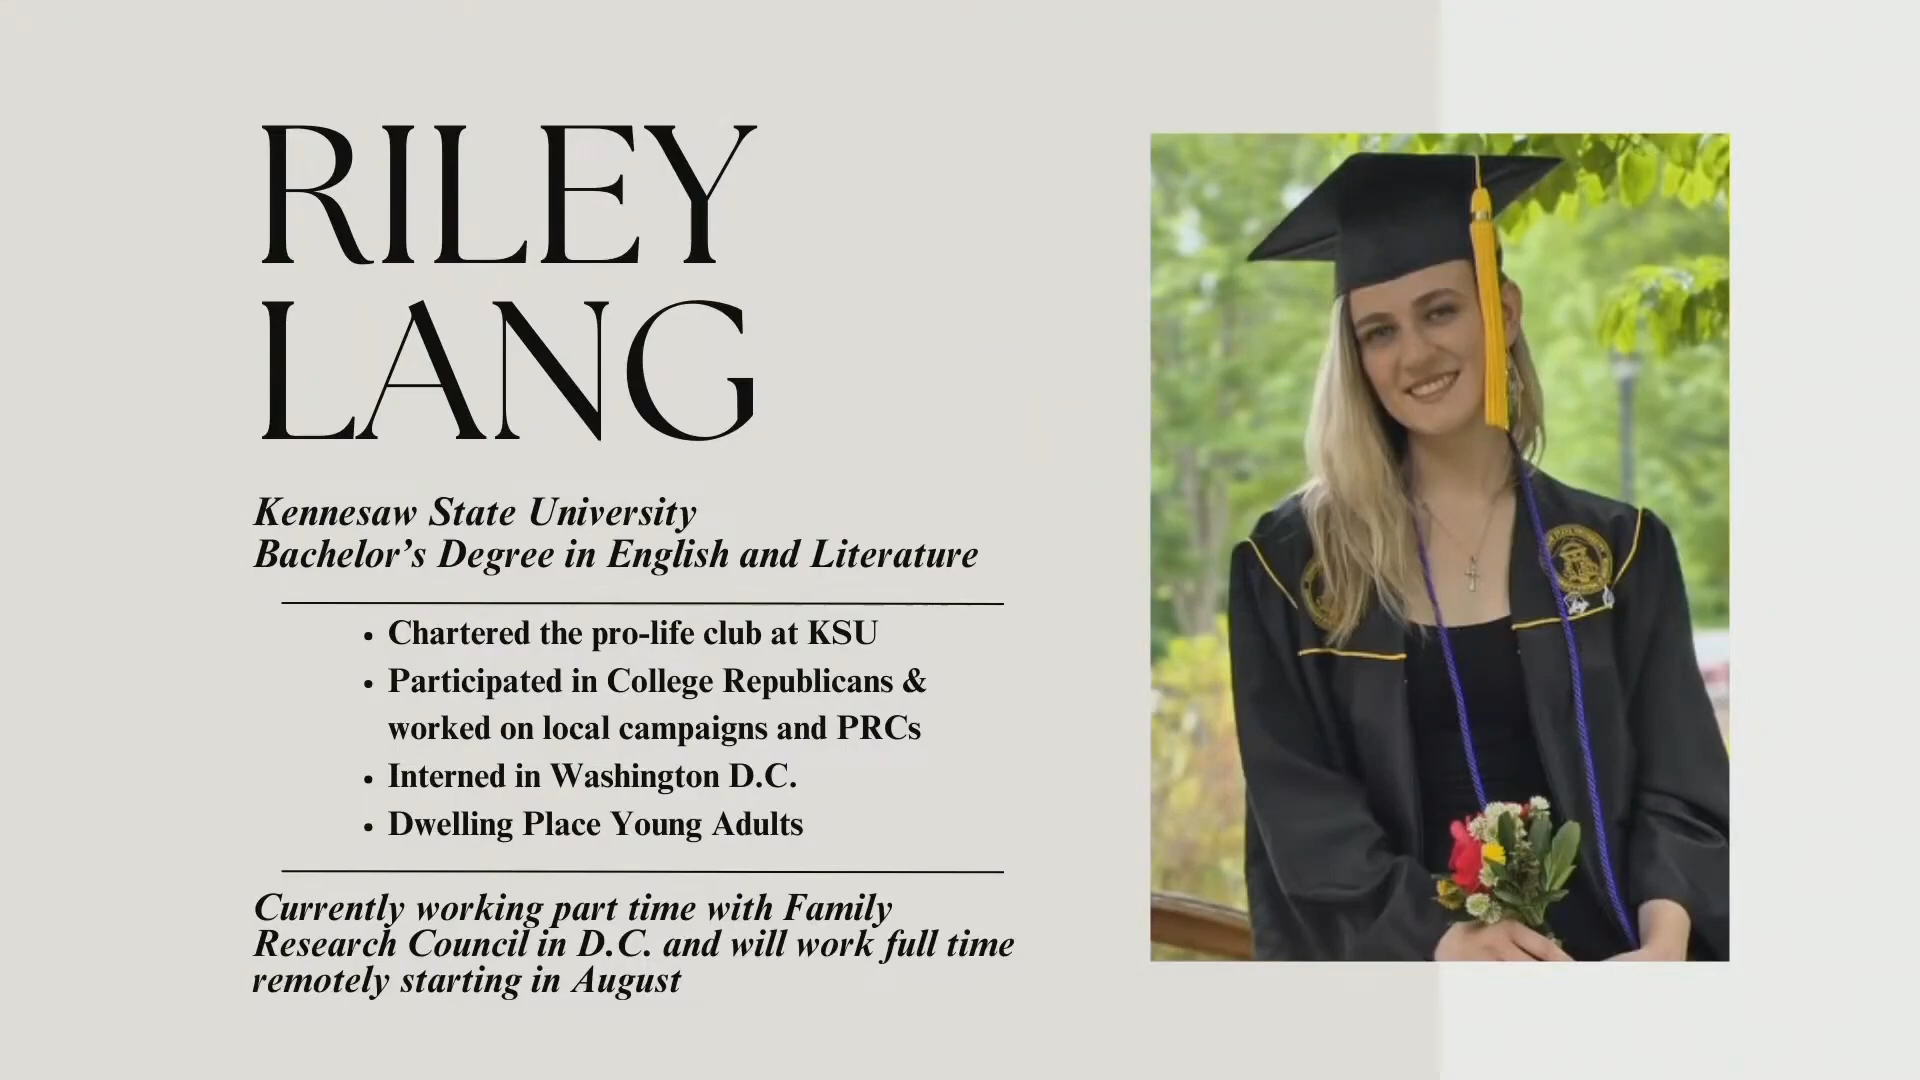 RILEY
LANG
Kennesaw State University
Bachelor’s Degree in English and Literature
• Chartered the pro-life club at KSU
• Participated in College Republicans &
worked on local campaigns and PRCs
• Interned in Washington D.C.
• Dwelling Place Young Adults
Currently working part time with Family
Research Council in D.C. and will work full time
remotely starting in August